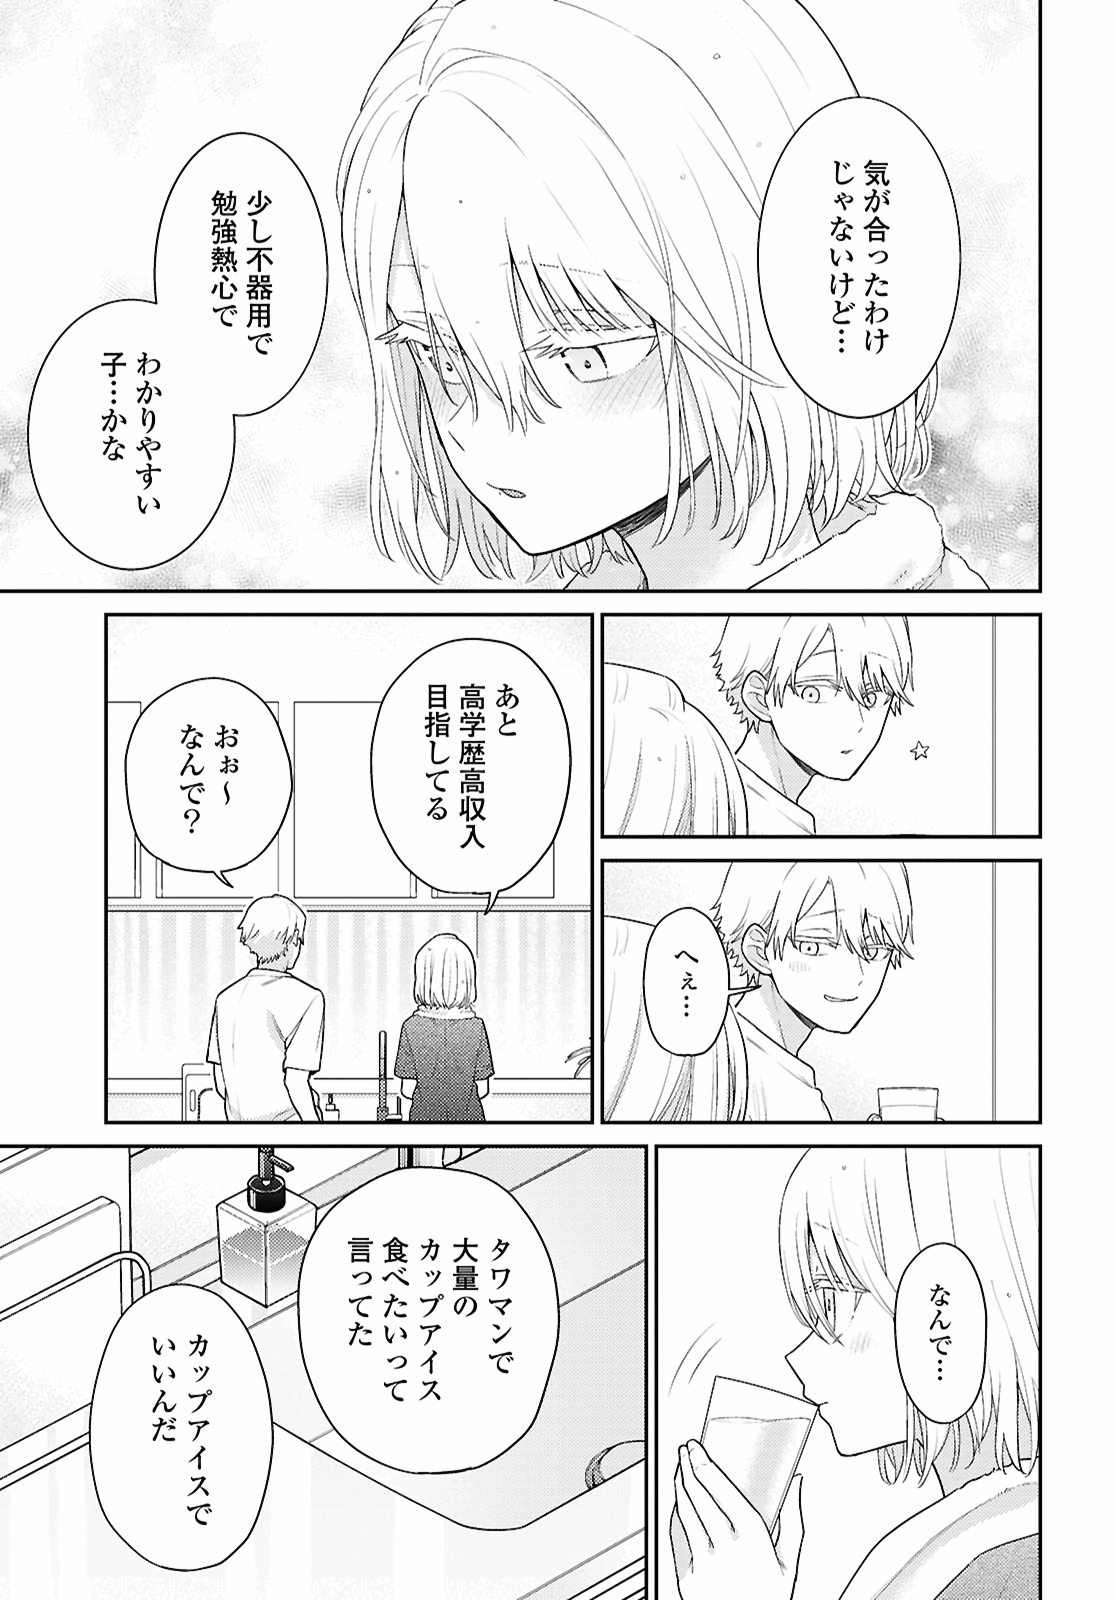 気が合ったわけ
じゃないけど…
少し不器用で
勉強熱心で
わかりやすい
子…かな
へぇ…
あと
高学歴高収入
目指してる
おぉ〜
なんで？
なんで…
タワマンで
大量の
カップアイス
食べたいって
言ってた
カップアイスで
いいんだ